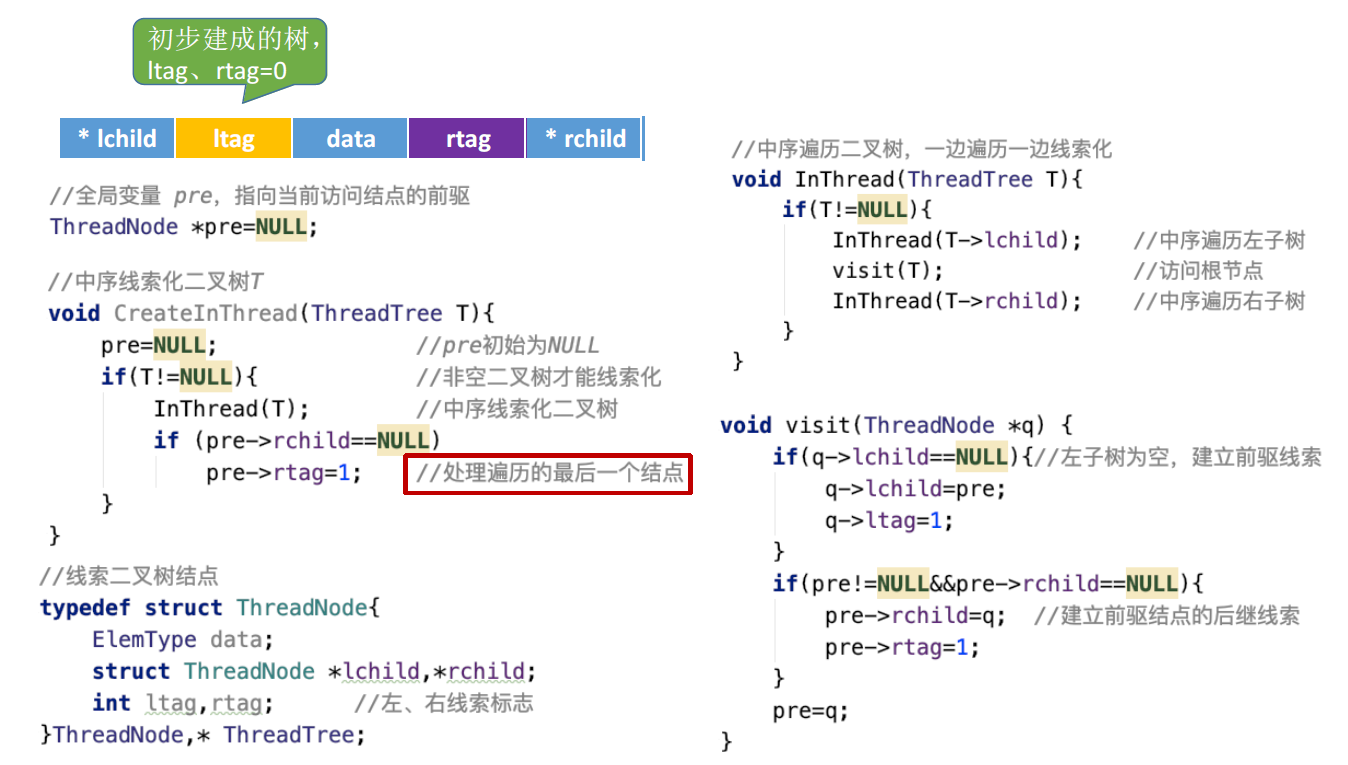 初步建成的树，
ltag、rtag=0
* lchild ltag data rtag * rchild
//全局变量 pre，指向当前访问结点的前驱
ThreadNode *pre=NULL;
//中序线索化二叉树T
void CreateInThread(ThreadTree T){
    pre=NULL;                //pre初始为NULL
    if(T!=NULL){             //非空二叉树才能线索化
        InThread(T);         //中序线索化二叉树
        if (pre->rchild==NULL)
            pre->rtag=1;     //处理遍历的最后一个结点
    }
}
//线索二叉树结点
typedef struct ThreadNode{
    ElemType data;
    struct ThreadNode *lchild,*rchild;
    int ltag,rtag;      //左、右线索标志
}ThreadNode,* ThreadTree;
//中序遍历二叉树，一边遍历一边线索化
void InThread(ThreadTree T){
    if(T!=NULL){
        InThread(T->lchild);    //中序遍历左子树
        visit(T);               //访问根节点
        InThread(T->rchild);    //中序遍历右子树
    }
}
void visit(ThreadNode *q) {
    if(q->lchild==NULL){//左子树为空，建立前驱线索
        q->lchild=pre;
        q->ltag=1;
    }
    if(pre!=NULL&&pre->rchild==NULL){
        pre->rchild=q;  //建立前驱结点的后继线索
        pre->rtag=1;
    }
    pre=q;
}